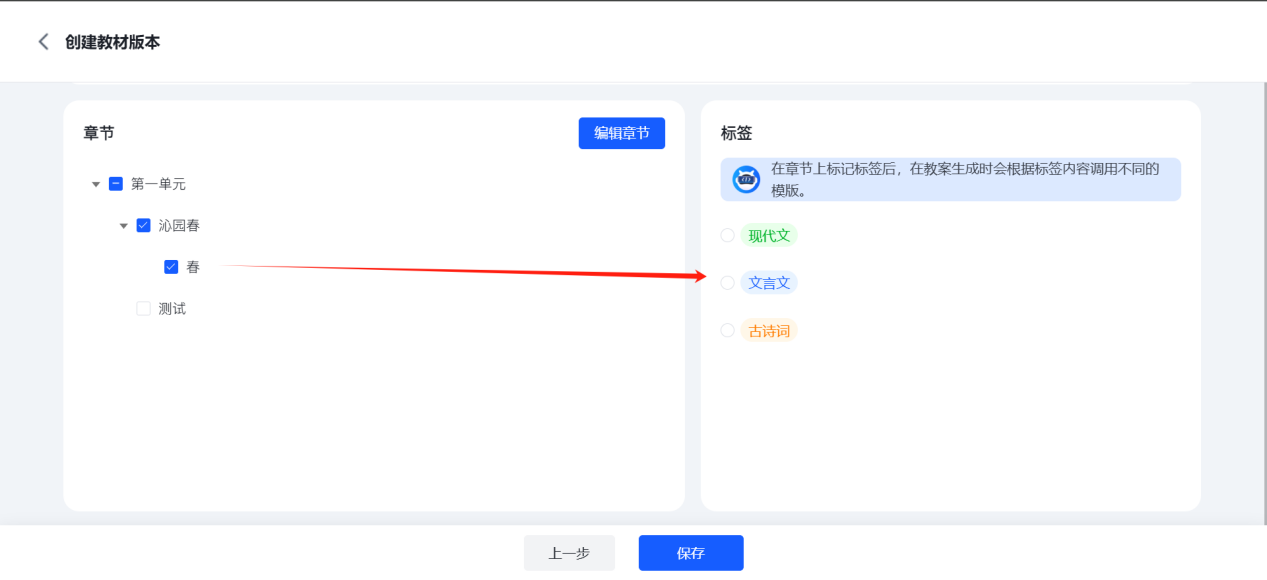 创建教材版本
章节
编辑章节
第一单元
沁园春
春
测试
标签
在章节上标记标签后，在教案生成时会根据标签内容调用不同的
模版。
现代文
文言文
古诗词
上一步
保存